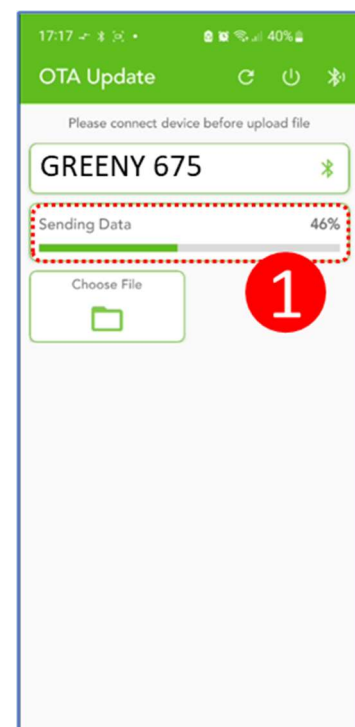 17:17 40%
OTA Update
Please connect device before upload file
GREENY 675
Sending Data 46%
1
Choose File